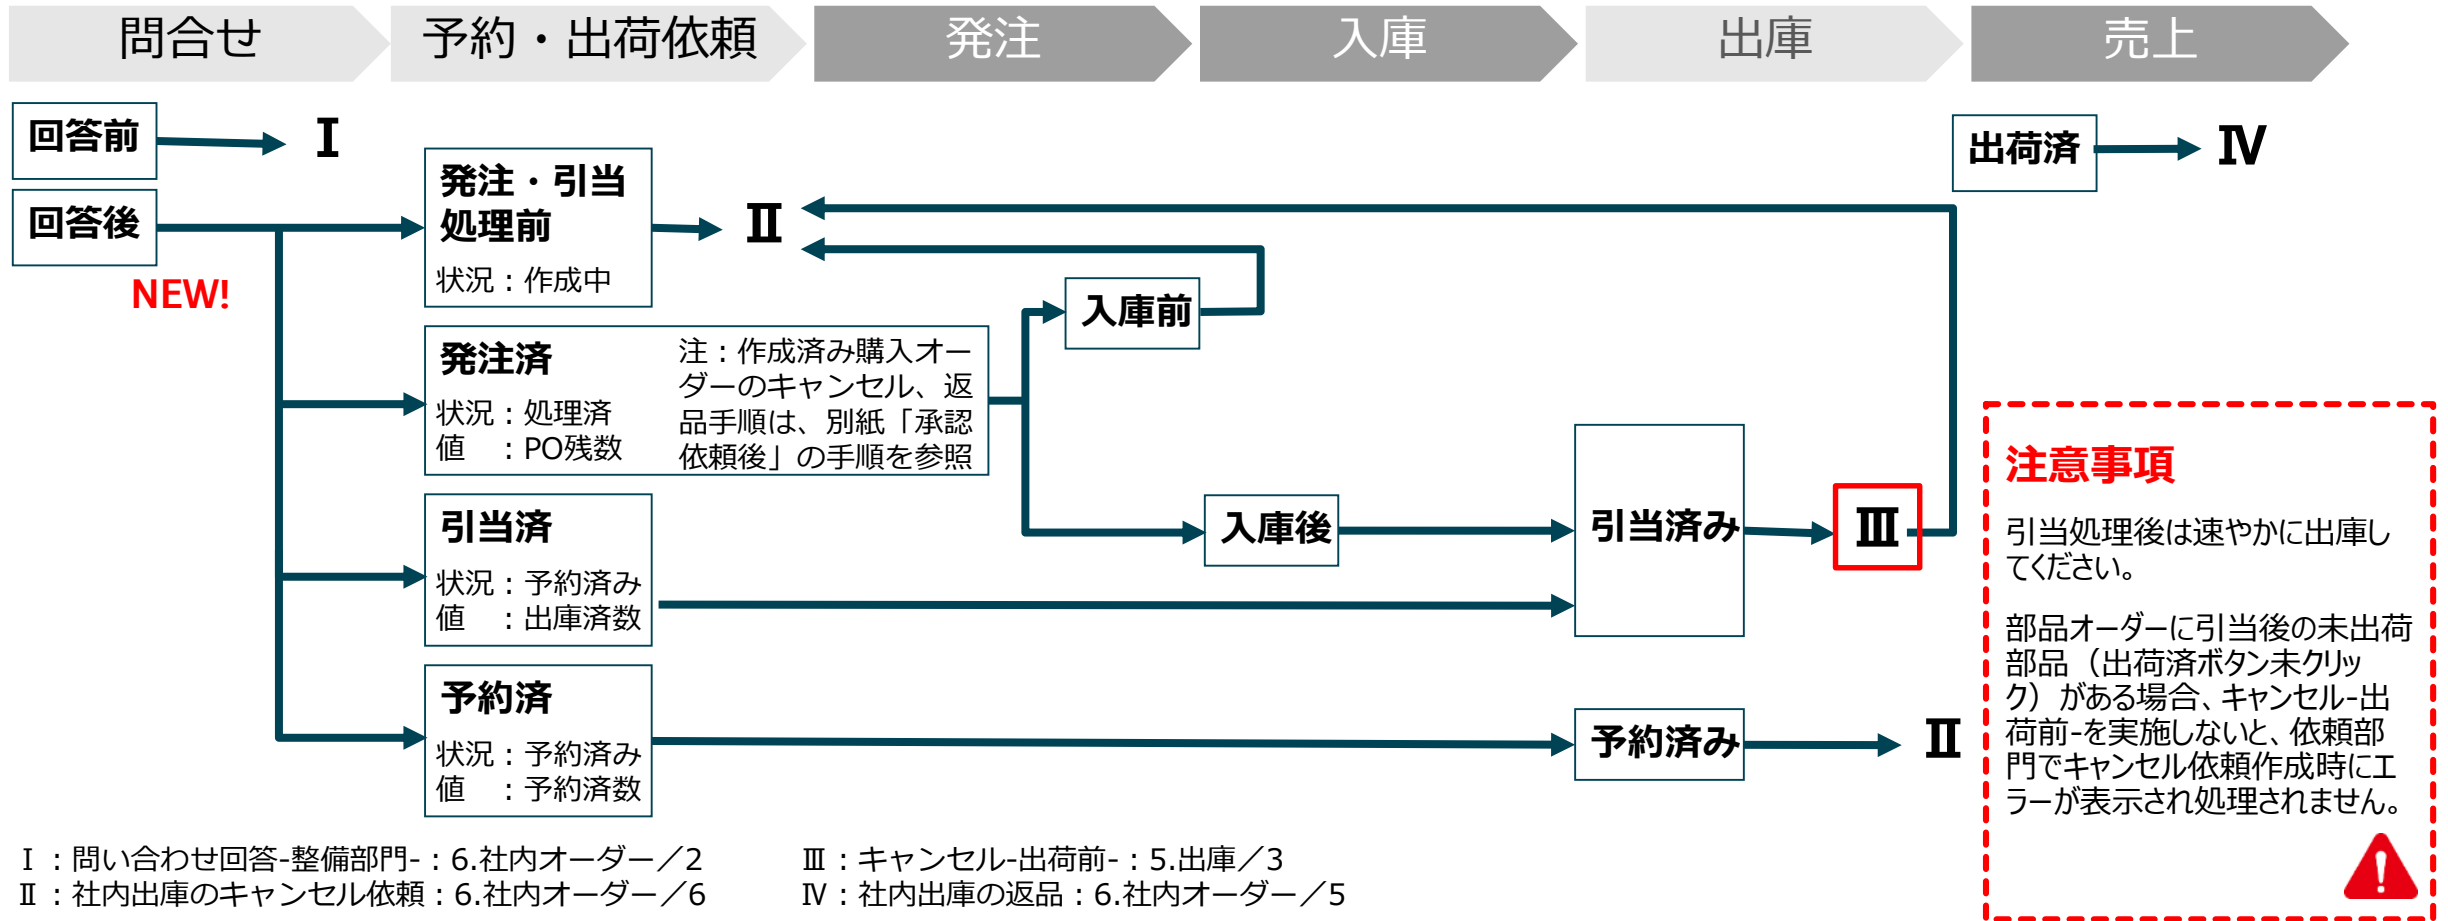 問合せ
予約・出荷依頼
発注
入庫
出庫
売上
回答前
Ⅰ
回答後
NEW!
発注・引当
処理前
状況：作成中
Ⅱ
発注済
状況：処理済
値　：PO残数
注：作成済み購入オー
ダーのキャンセル、返
品手順は、別紙「承認
依頼後」の手順を参照
引当済
状況：予約済み
値　：出庫済数
予約済
状況：予約済み
値　：予約済数
入庫前
入庫後
引当済み
Ⅲ
予約済み
Ⅱ
出荷済
Ⅳ
注意事項
引当処理後は速やかに出庫し
てください。
部品オーダーに引当後の未出荷
部品（出荷済ボタン未クリッ
ク）がある場合、キャンセル-出
荷前-を実施しないと、依頼部
門でキャンセル依頼作成時にエ
ラーが表示され処理されません。
Ⅰ：問い合わせ回答-整備部門-：6.社内オーダー／2
Ⅱ：社内出庫のキャンセル依頼：6.社内オーダー／6
Ⅲ：キャンセル-出荷前-：5.出庫／3
Ⅳ：社内出庫の返品：6.社内オーダー／5